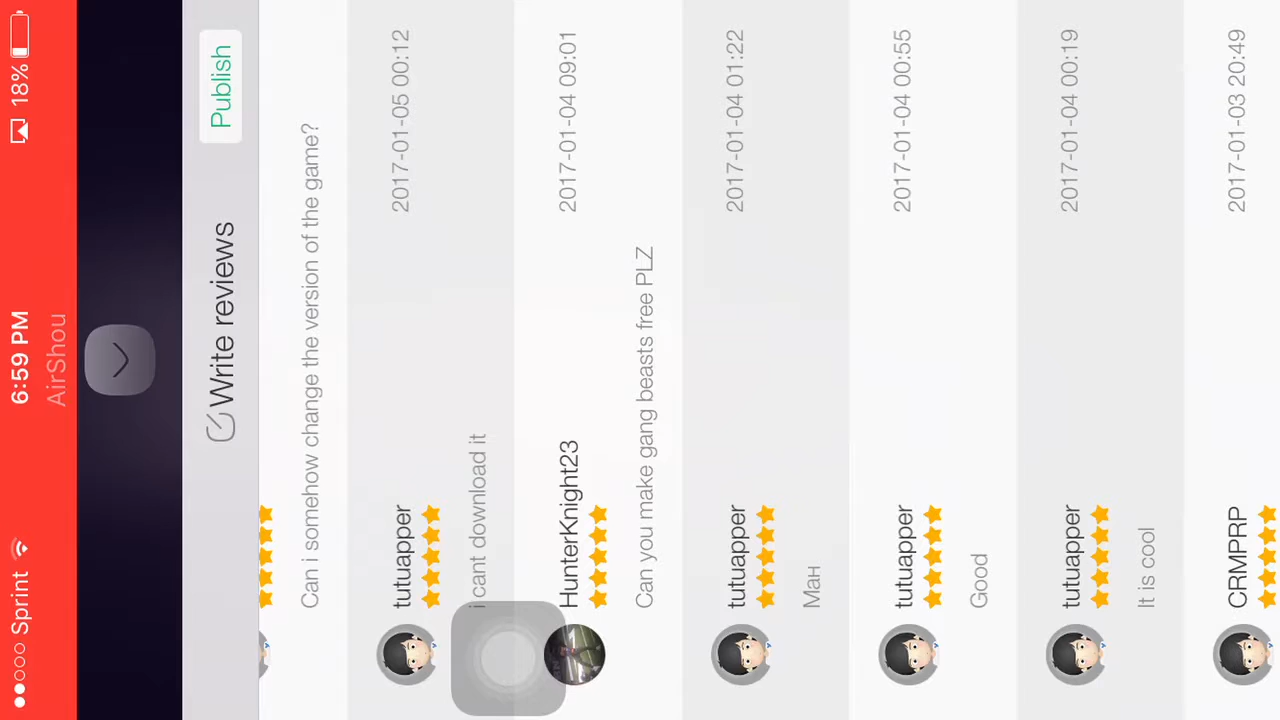 Sprint 6:59 PM 18%
AirShou
Write reviews Publish
Can i somehow change the version of the game?
tutuapper 2017-01-05 00:12
i cant download it
HunterKnight23 2017-01-04 09:01
Can you make gang beasts free PLZ
tutuapper 2017-01-04 01:22
Ман
tutuapper 2017-01-04 00:55
Good
tutuapper 2017-01-04 00:19
It is cool
CRMPRP 2017-01-03 20:49